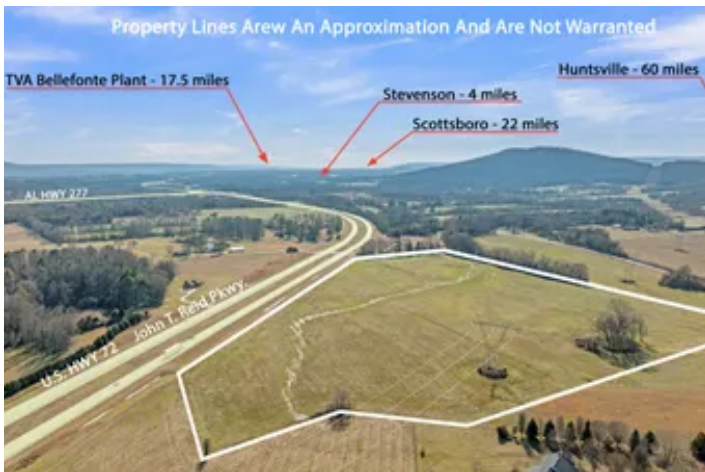 Property Lines Arew An Approximation And Are Not Warranted
Huntsville - 60 miles
TVA Bellefonte Plant - 17.5 miles
Stevenson - 4 miles
Scottsboro - 22 miles
AL HWY 277
U.S. HWY 72 John T. Reid Pkwy.